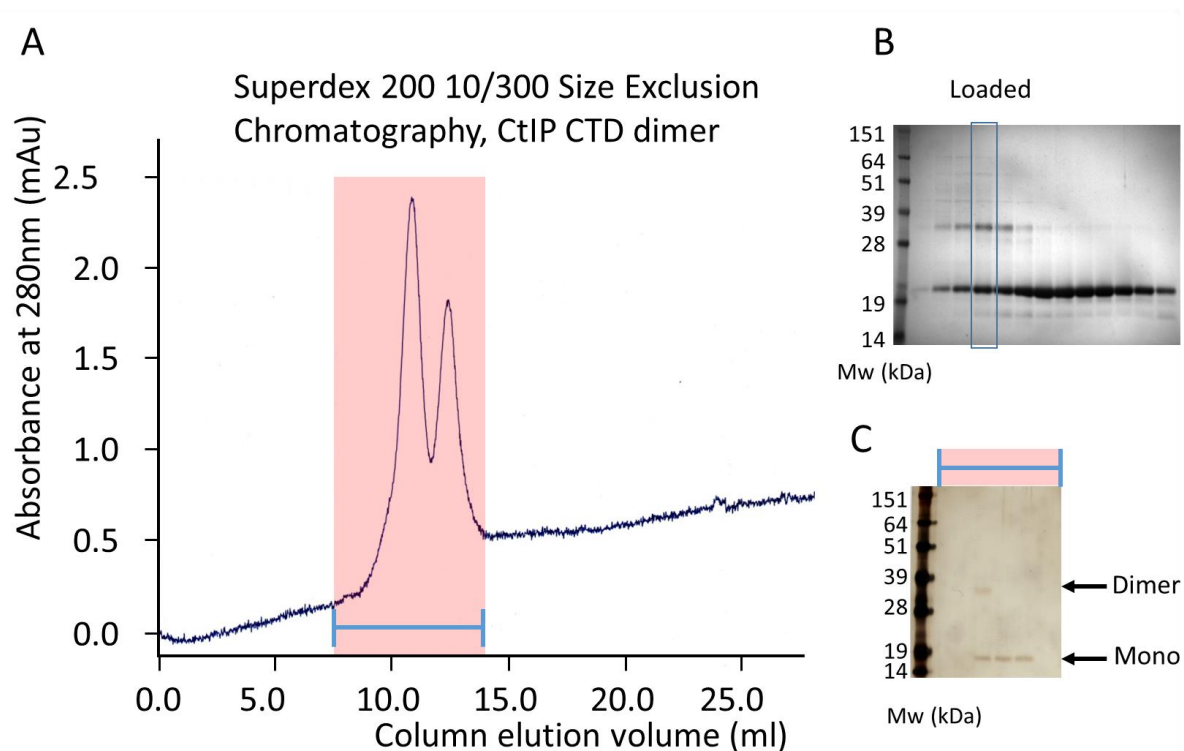 A
Superdex 200 10/300 Size Exclusion
Chromatography, CtIP CTD dimer
Absorbance at 280nm (mAu)
2.5
2.0
1.5
1.0
0.5
0.0
0.0 5.0 10.0 15.0 20.0 25.0
Column elution volume (ml)
B
Loaded
151
64
51
39
28
19
14
Mw (kDa)
C
151
64
51
39
28
19
14
Dimer
Mono
Mw (kDa)